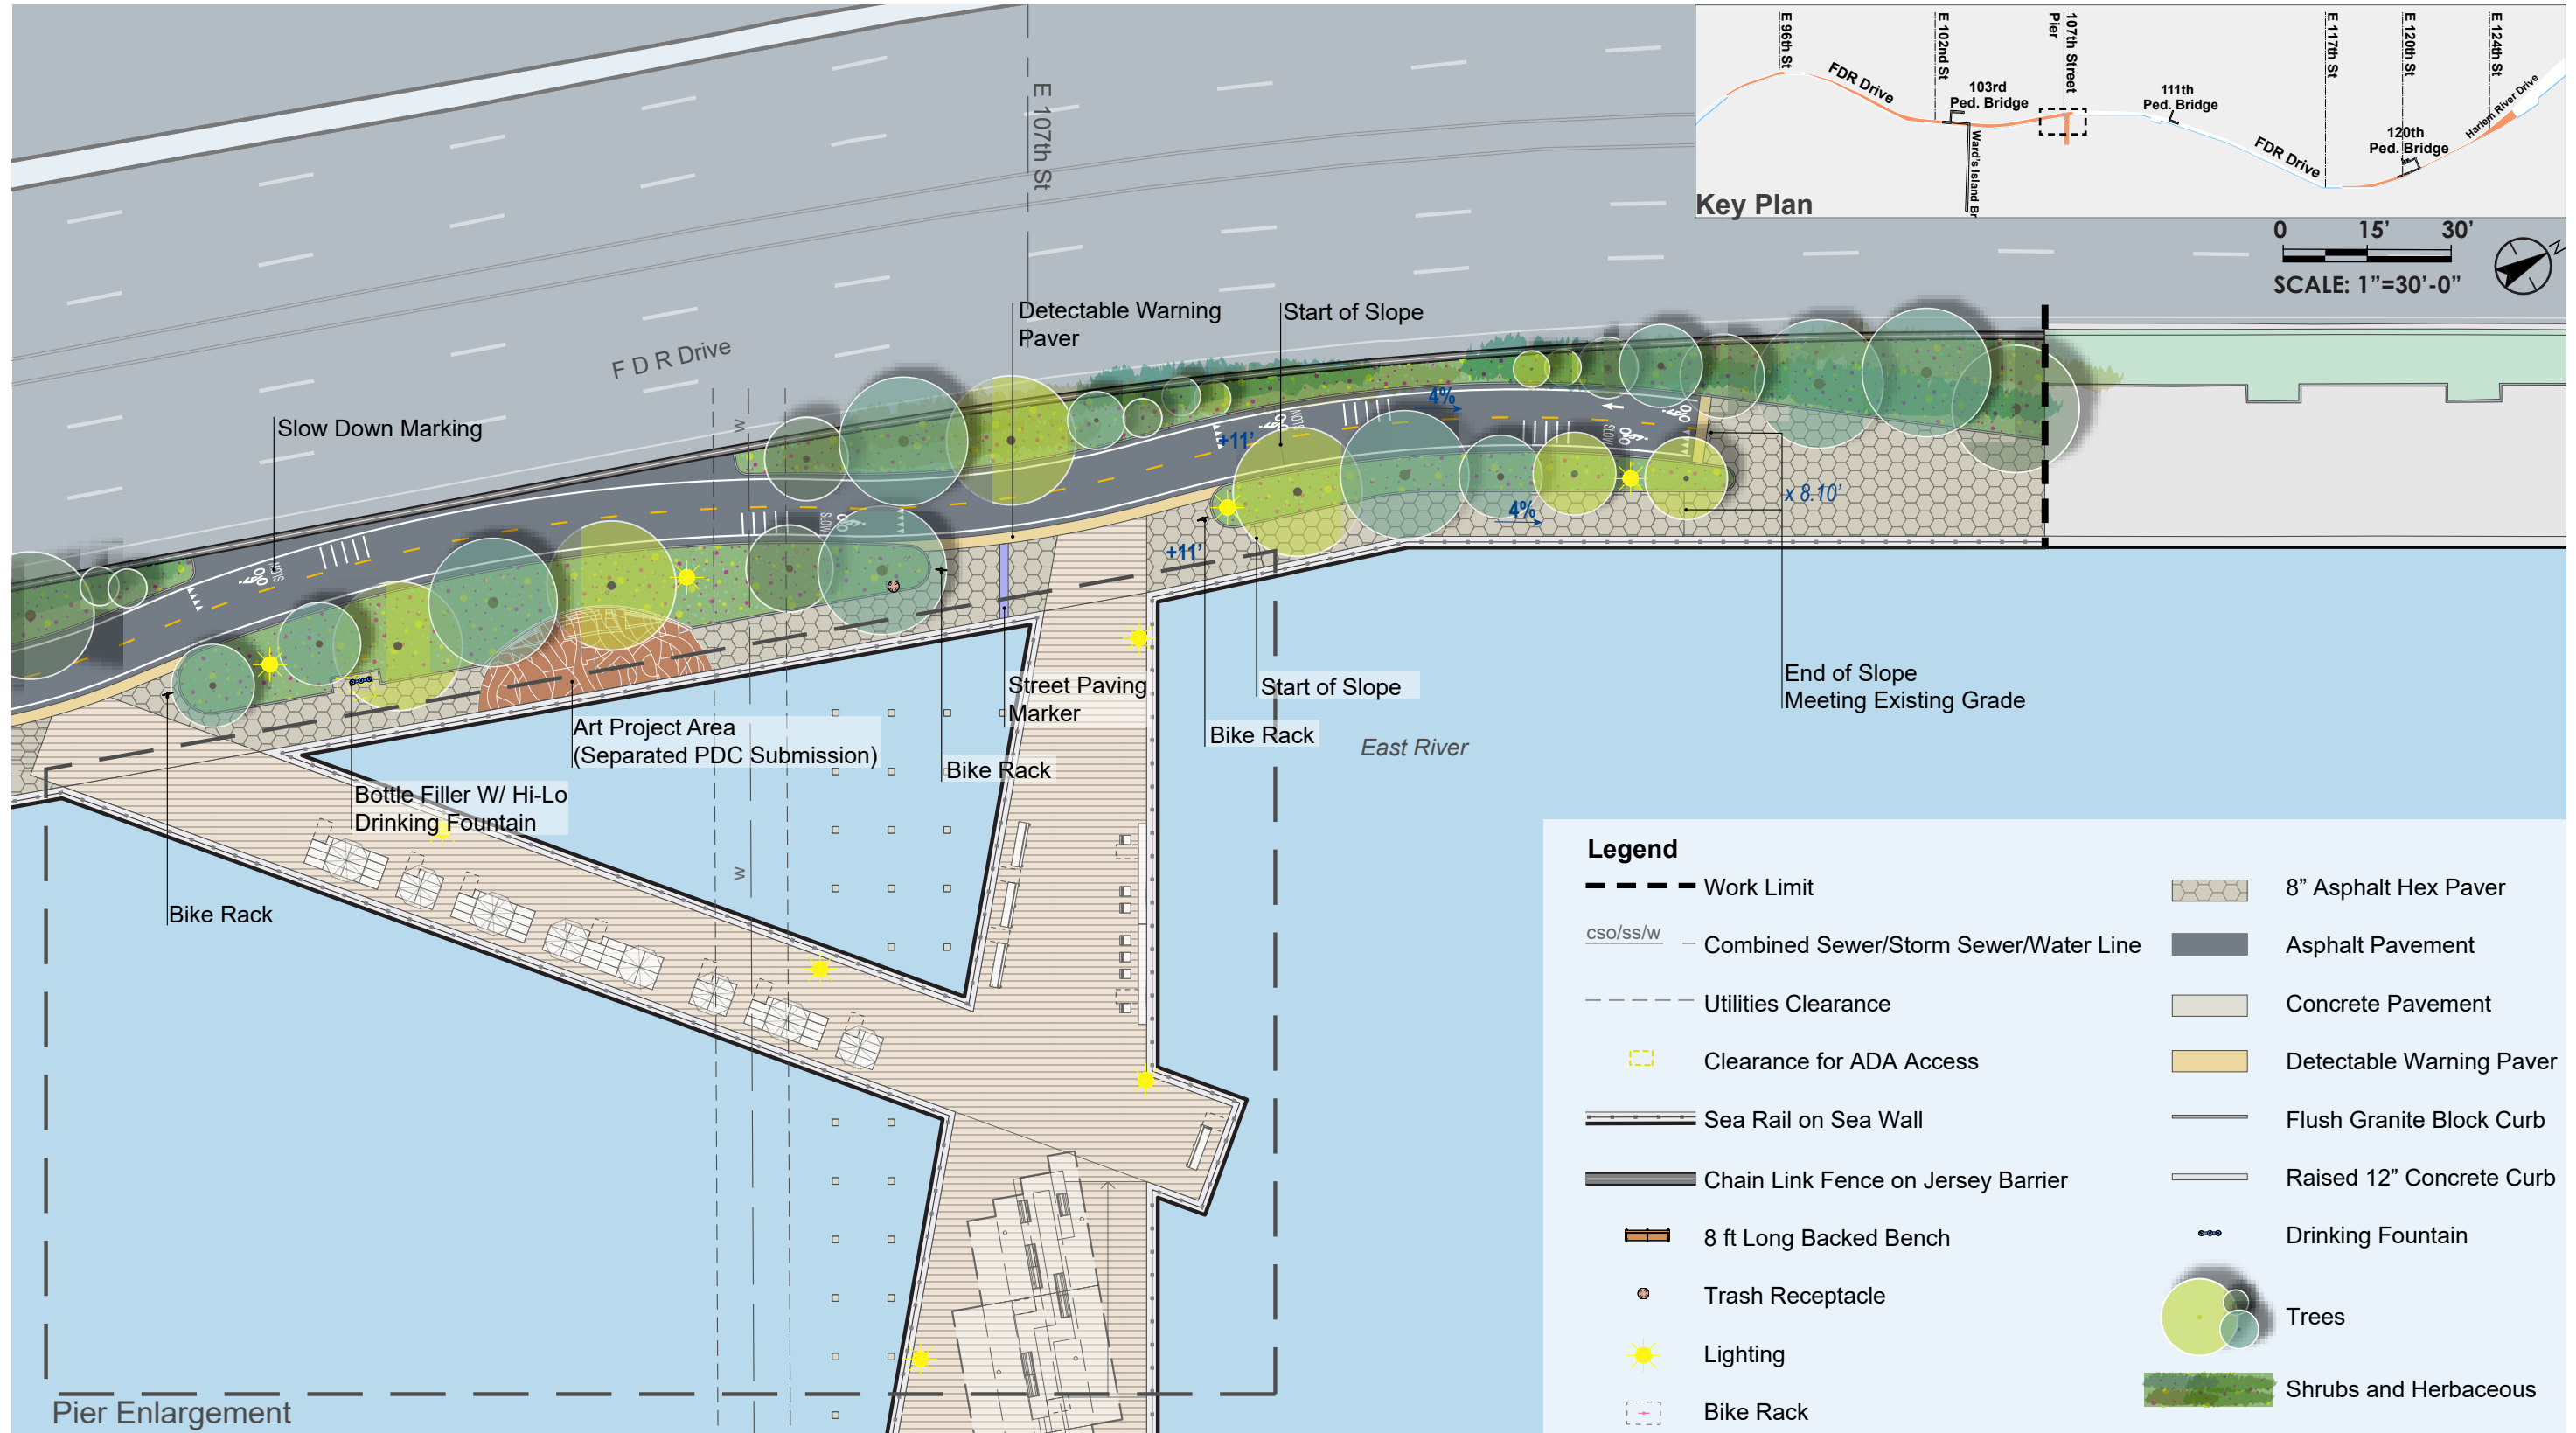 E 96th St
E 102nd St
107th Street
Pier
E 117th St
E 120th St
E 124th St
FDR Drive
103rd
Ped. Bridge
111th
Ped. Bridge
Harlem River Drive
120th
Ped. Bridge
FDR Drive
Ward's Island Br
Key Plan
0 15’ 30’
SCALE: 1”=30’-0”
N
E 107th St
F D R Drive
Detectable Warning
Paver
Start of Slope
Slow Down Marking
4%
+11’
SLOW
SLOW
SLOW
SLOW
w
x 8.10’
4%
+11’
End of Slope
Meeting Existing Grade
Street Paving
Marker
Start of Slope
Bike Rack
East River
Art Project Area
(Separated PDC Submission)
Bike Rack
Bottle Filler W/ Hi-Lo
Drinking Fountain
Bike Rack
w
Pier Enlargement
Legend
Work Limit
cso/ss/w
Combined Sewer/Storm Sewer/Water Line
Utilities Clearance
Clearance for ADA Access
Sea Rail on Sea Wall
Chain Link Fence on Jersey Barrier
8 ft Long Backed Bench
Trash Receptacle
Lighting
Bike Rack
8” Asphalt Hex Paver
Asphalt Pavement
Concrete Pavement
Detectable Warning Paver
Flush Granite Block Curb
Raised 12” Concrete Curb
Drinking Fountain
Trees
Shrubs and Herbaceous